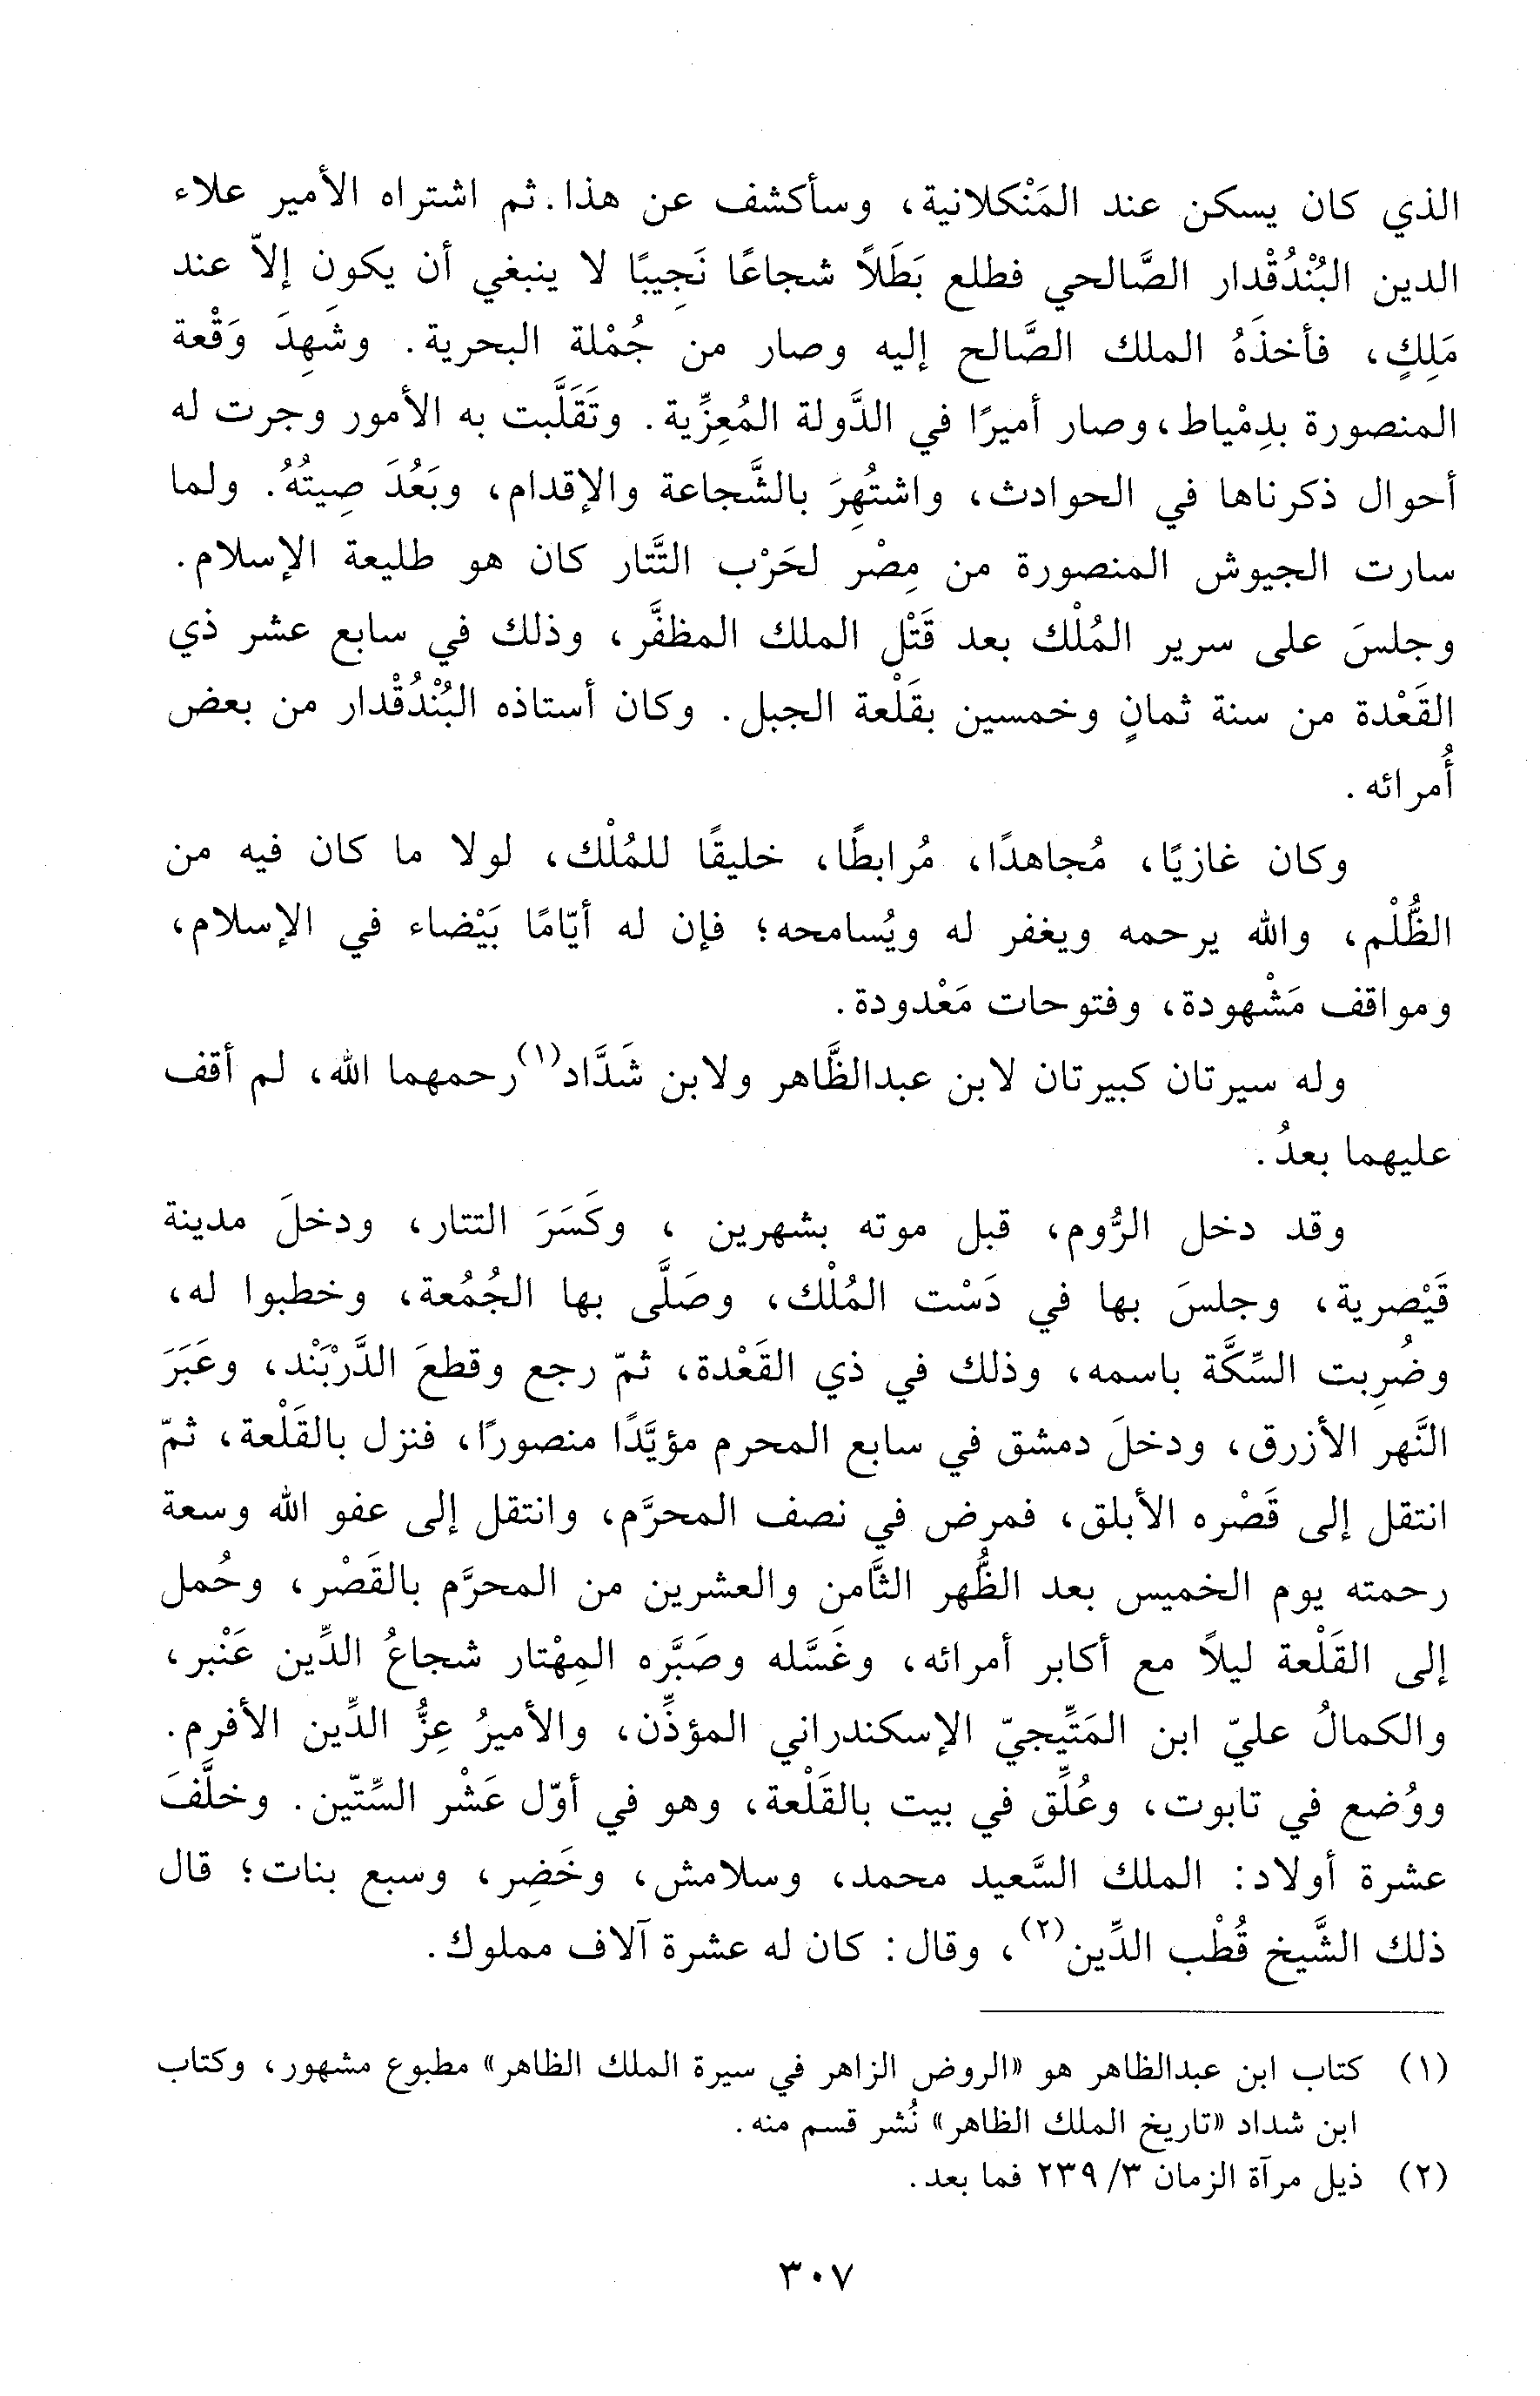 الذي كان يسكن عند المَنْكلانية، وسأكشف عن هذا. ثم اشتراه الأمير علاء
الدين البُنْدُقْدار الصَّالحي فطلع بَطَلاً شجاعًا نَجِيبًا لا ينبغي أن يكون إلاّ عند
مَلِكٍ، فأخذَهُ الملك الصَّالح إليه وصار من جُمْلة البحرية. وشَهِدَ وَقْعة
المنصورة بدِمْياط، وصار أميرًا في الدَّولة المُعِزِّية. وتَقَلَّبت به الأمور وجرت له
أحوال ذكرناها في الحوادث، واشتُهِرَ بالشَّجاعة والإقدام، وبَعُدَ صِيتُهُ. ولما
سارت الجيوش المنصورة من مِصْر لحَرْب التَّتار كان هو طليعة الإسلام.
وجلسَ على سرير المُلْك بعد قَتْل الملك المظفَّر، وذلك في سابع عشر ذي
القَعْدة من سنة ثمانٍ وخمسين بقَلْعة الجبل. وكان أستاذه البُنْدُقْدار من بعض
أُمرائه.
وكان غازيًا، مُجاهدًا، مُرابطًا، خليقًا للمُلْك، لولا ما كان فيه من
الظُّلْم، والله يرحمه ويغفر له ويُسامحه؛ فإن له أيّامًا بَيْضاء في الإسلام،
ومواقف مَشْهودة، وفتوحات مَعْدودة.
وله سيرتان كبيرتان لابن عبدالظَّاهر ولابن شَدَّاد(١) رحمهما الله، لم أقف
عليهما بعدُ.
وقد دخل الرُّوم، قبل موته بشهرين ، وكَسَرَ التتار، ودخلَ مدينة
قَيْصرية، وجلسَ بها في دَسْت المُلْك، وصَلَّى بها الجُمُعة، وخطبوا له،
وضُرِبت السِّكَّة باسمه، وذلك في ذي القَعْدة، ثمّ رجع وقطعَ الدَّرْبَنْد، وعَبَرَ
النَّهر الأزرق، ودخلَ دمشق في سابع المحرم مؤيَّدًا منصورًا، فنزل بالقَلْعة، ثمّ
انتقل إلى قَصْره الأبلق، فمرض في نصف المحرَّم، وانتقل إلى عفو الله وسعة
رحمته يوم الخميس بعد الظُّهر الثَّامن والعشرين من المحرَّم بالقَصْر، وحُمل
إلى القَلْعة ليلاً مع أكابر أمرائه، وغَسَّله وصَبَّره المِهْتار شجاعُ الدِّين عَنْبر،
والكمالُ عليّ ابن المَتِّيجيّ الإسكندراني المؤذِّن، والأميرُ عِزُّ الدِّين الأفرم.
ووُضع في تابوت، وعُلِّق في بيت بالقَلْعة، وهو في أوّل عَشْر السِّتّين. وخلَّفَ
عشرة أولاد: الملك السَّعيد محمد، وسلامش، وخَضِر، وسبع بنات؛ قال
ذلك الشَّيخ قُطْب الدِّين(٢)، وقال: كان له عشرة آلاف مملوك.
(١) كتاب ابن عبدالظاهر هو «الروض الزاهر في سيرة الملك الظاهر» مطبوع مشهور، وكتاب
ابن شداد «تاريخ الملك الظاهر» نُشر قسم منه.
(٢) ذيل مرآة الزمان ٣/ ٢٣٩ فما بعد.
٣٠٧